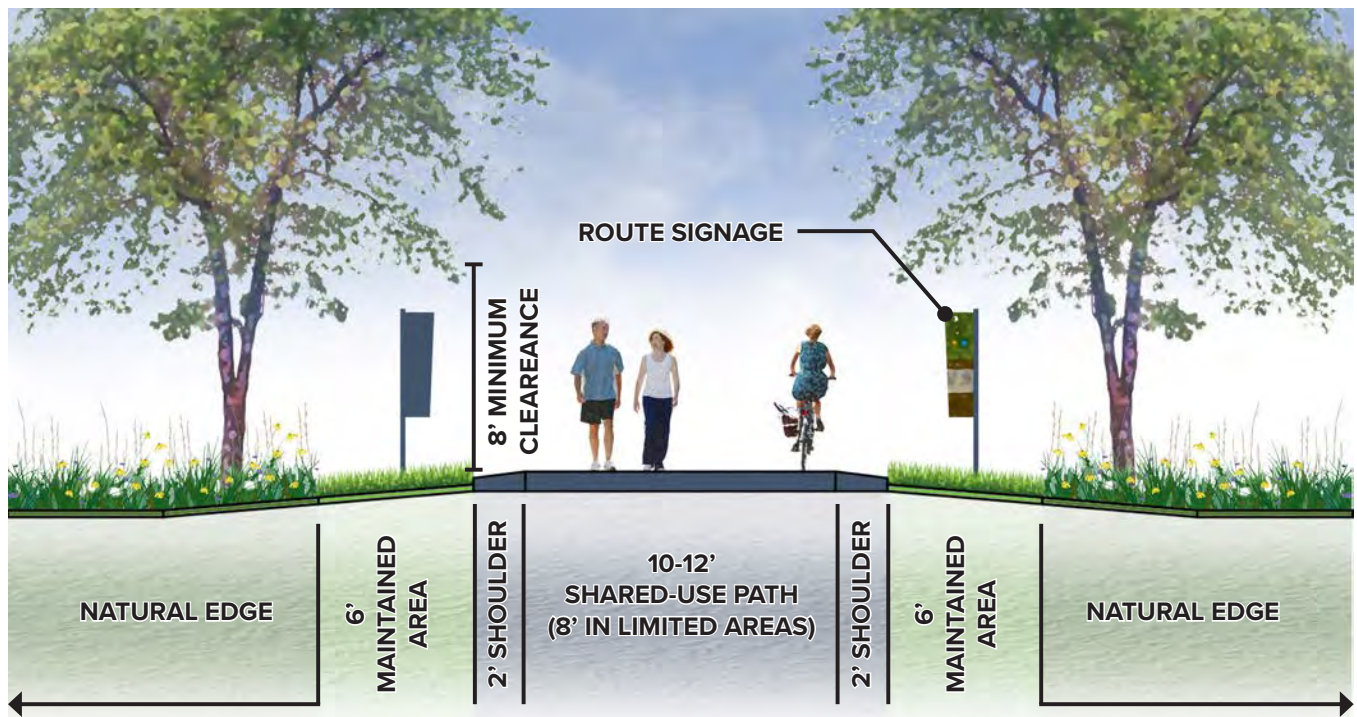 ROUTE SIGNAGE
8’ MINIMUM
CLEAREANCE
NATURAL EDGE
6’
MAINTAINED
AREA
2’ SHOULDER
10-12’
SHARED-USE PATH
(8’ IN LIMITED AREAS)
2’ SHOULDER
6’
MAINTAINED
AREA
NATURAL EDGE